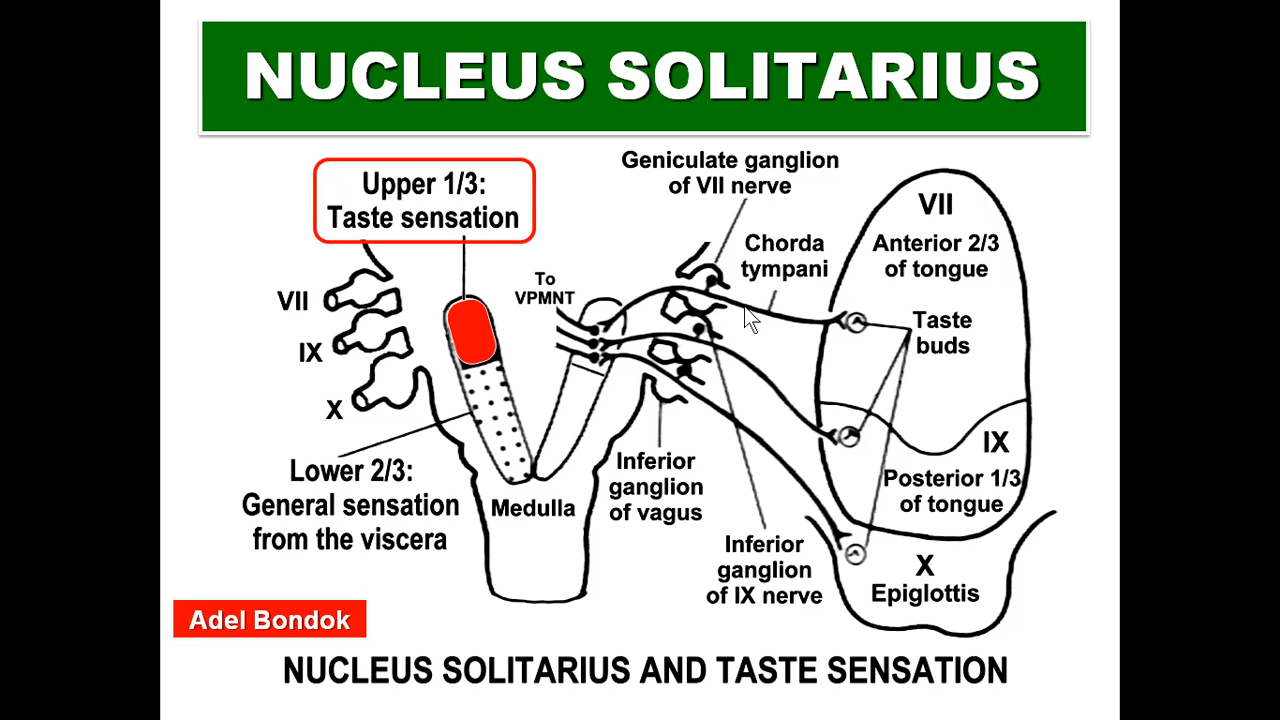 NUCLEUS SOLITARIUS
Upper 1/3:
Taste sensation
Geniculate ganglion
of VII nerve
Chorda
tympani
VII
Anterior 2/3
of tongue
To
VPMNT
VII
IX
X
Taste
buds
IX
Posterior 1/3
of tongue
Lower 2/3:
General sensation
from the viscera
Medulla
Inferior
ganglion
of vagus
Inferior
ganglion
of IX nerve
X
Epiglottis
Adel Bondok
NUCLEUS SOLITARIUS AND TASTE SENSATION